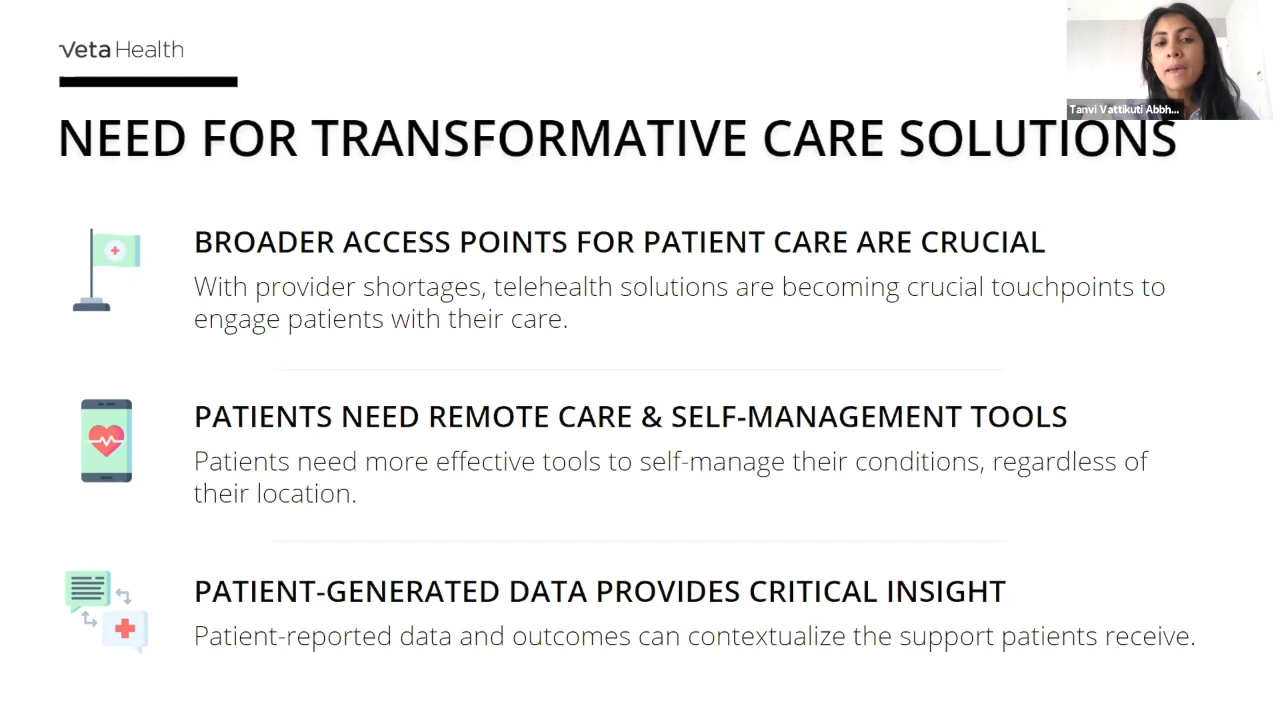 Veta Health
Tanvi Vattikuti Abbh...
NEED FOR TRANSFORMATIVE CARE SOLUTIONS
BROADER ACCESS POINTS FOR PATIENT CARE ARE CRUCIAL
With provider shortages, telehealth solutions are becoming crucial touchpoints to
engage patients with their care.
PATIENTS NEED REMOTE CARE & SELF-MANAGEMENT TOOLS
Patients need more effective tools to self-manage their conditions, regardless of
their location.
PATIENT-GENERATED DATA PROVIDES CRITICAL INSIGHT
Patient-reported data and outcomes can contextualize the support patients receive.